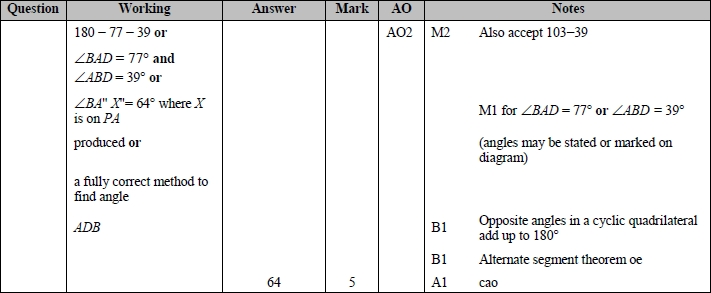 Question Working Answer Mark AO Notes
180 – 77 – 39 or AO2 M2 Also accept 103–39
∠BAD = 77° and
∠ABD = 39° or
∠BA" X"= 64° where X
is on PA
M1 for ∠BAD = 77° or ∠ABD = 39°
produced or
(angles may be stated or marked on
diagram)
a fully correct method to
find angle
ADB
B1 Opposite angles in a cyclic quadrilateral
add up to 180°
B1 Alternate segment theorem oe
64 5 A1 cao